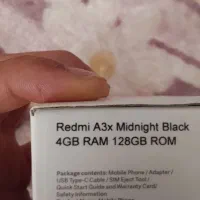 Redmi A3x Midnight Black
4GB RAM 128GB ROM
Package contents: Mobile Phone / Adapter /
USB Type-C Cable / SIM Eject Tool /
Quick Start Guide and Warranty Card/
Safety Information